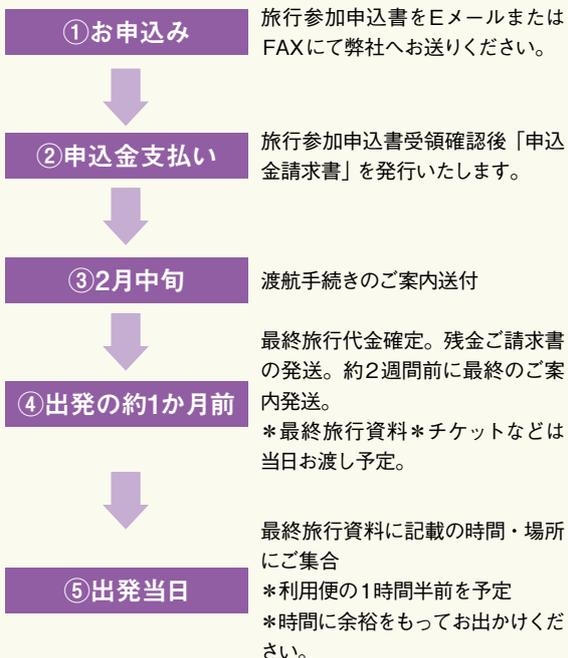 ①お申込み
旅行参加申込書をEメールまたは
FAXにて弊社へお送りください。
②申込金支払い
旅行参加申込書受領確認後「申込
金請求書」を発行いたします。
③2月中旬
渡航手続きのご案内送付
④出発の約1か月前
最終旅行代金確定。残金ご請求書
の発送。約2週間前に最終のご案
内発送。
＊最終旅行資料＊チケットなどは
当日お渡し予定。
⑤出発当日
最終旅行資料に記載の時間・場所
にご集合
＊利用便の1時間半前を予定
＊時間に余裕をもってお出かけくだ
さい。